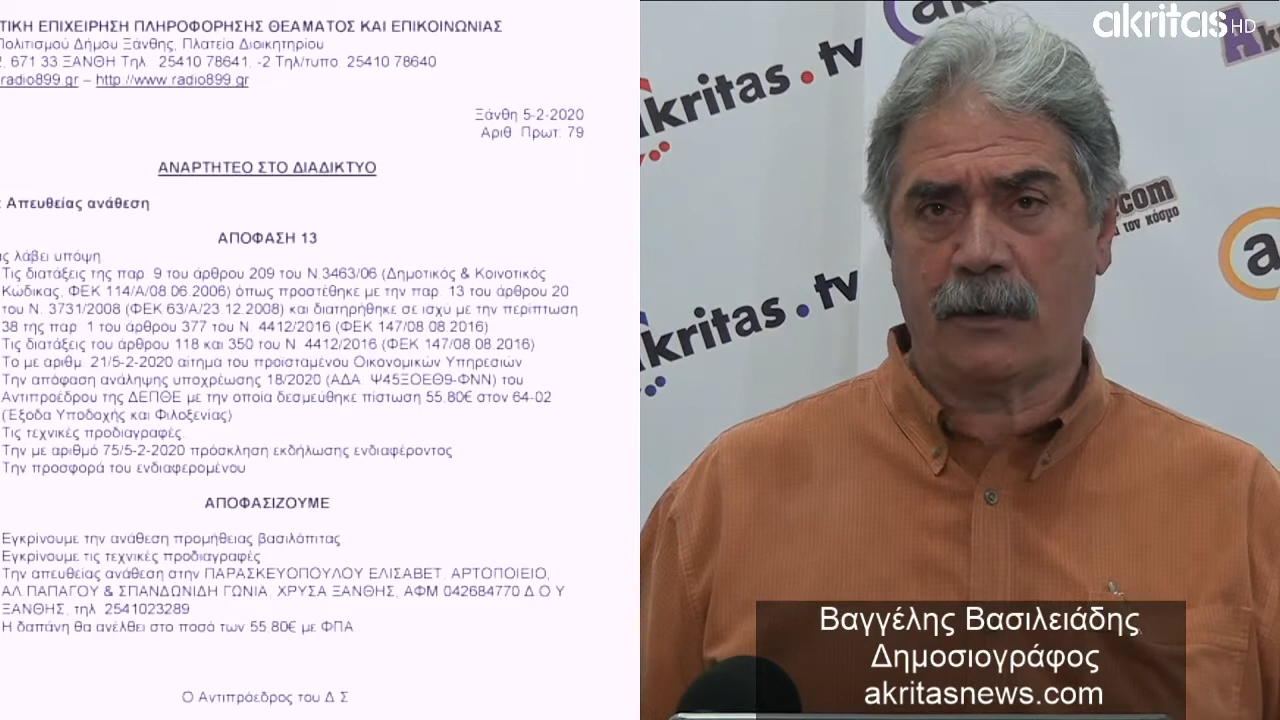 ΤΙΚΗ ΕΠΙΧΕΙΡΗΣΗ ΠΛΗΡΟΦΟΡΗΣΗΣ ΘΕΑΜΑΤΟΣ ΚΑΙ ΕΠΙΚΟΙΝΩΝΙΑΣ
Πολιτισμού Δήμου Ξάνθης, Πλατεία Διοικητηρίου
2, 671 33 ΞΑΝΘΗ Τηλ. 25410 78641, -2 Τηλ/τυπο. 25410 78640
radio899.gr – http://www.radio899.gr
Ξάνθη 5-2-2020
Αριθ. Πρωτ: 79
ΑΝΑΡΤΗΤΕΟ ΣΤΟ ΔΙΑΔΙΚΤΥΟ
: Απευθείας ανάθεση
ΑΠΟΦΑΣΗ 13
ς λάβει υπόψη
Τις διατάξεις της παρ. 9 του άρθρου 209 του Ν.3463/06 (Δημοτικός & Κοινοτικός
Κώδικας, ΦΕΚ 114/Α/08.06.2006) όπως προστέθηκε με την παρ. 13 του άρθρου 20
του Ν. 3731/2008 (ΦΕΚ 63/Α/23.12.2008) και διατηρήθηκε σε ισχύ με την περίπτωση
38 της παρ. 1 του άρθρου 377 του Ν. 4412/2016 (ΦΕΚ 147/08.08.2016)
Τις διατάξεις του άρθρου 118 και 350 του Ν. 4412/2016 (ΦΕΚ 147/08.08.2016)
Το με αριθμ. 21/5-2-2020 αίτημα του προισταμένου Οικονομικών Υπηρεσιών
Την απόφαση ανάληψης υποχρέωσης 18/2020 (ΑΔΑ: Ψ45ΞΟΕΘ9-ΦΝΝ) του
Αντιπροέδρου της ΔΕΠΘΕ με την οποία δεσμεύθηκε πίστωση 55,80€ στον 64-02
(Έξοδα Υποδοχής και Φιλοξενίας)
Τις τεχνικές προδιαγραφές.
Την με αριθμό 75/5-2-2020 πρόσκληση εκδήλωσης ενδιαφέροντος
Την προσφορά του ενδιαφερομένου
ΑΠΟΦΑΣΙΖΟΥΜΕ
Εγκρίνουμε την ανάθεση προμήθειας βασιλόπιτας
Εγκρίνουμε τις τεχνικές προδιαγραφές
Την απευθείας ανάθεση στην ΠΑΡΑΣΚΕΥΟΠΟΥΛΟΥ ΕΛΙΣΑΒΕΤ, ΑΡΤΟΠΟΙΕΙΟ,
ΑΛ.ΠΑΠΑΓΟΥ & ΣΠΑΝΔΩΝΙΔΗ ΓΩΝΙΑ, ΧΡΥΣΑ ΞΑΝΘΗΣ, ΑΦΜ 042684770 Δ.Ο.Υ
ΞΑΝΘΗΣ, τηλ. 2541023289
Η δαπάνη θα ανέλθει στο ποσό των 55,80€ με ΦΠΑ
Ο Αντιπρόεδρος του Δ.Σ
akritas HD
akritas.tv
.com
α τον κόσμο
akritas.tv
Βαγγέλης Βασιλειάδης
Δημοσιογράφος
akritasnews.com